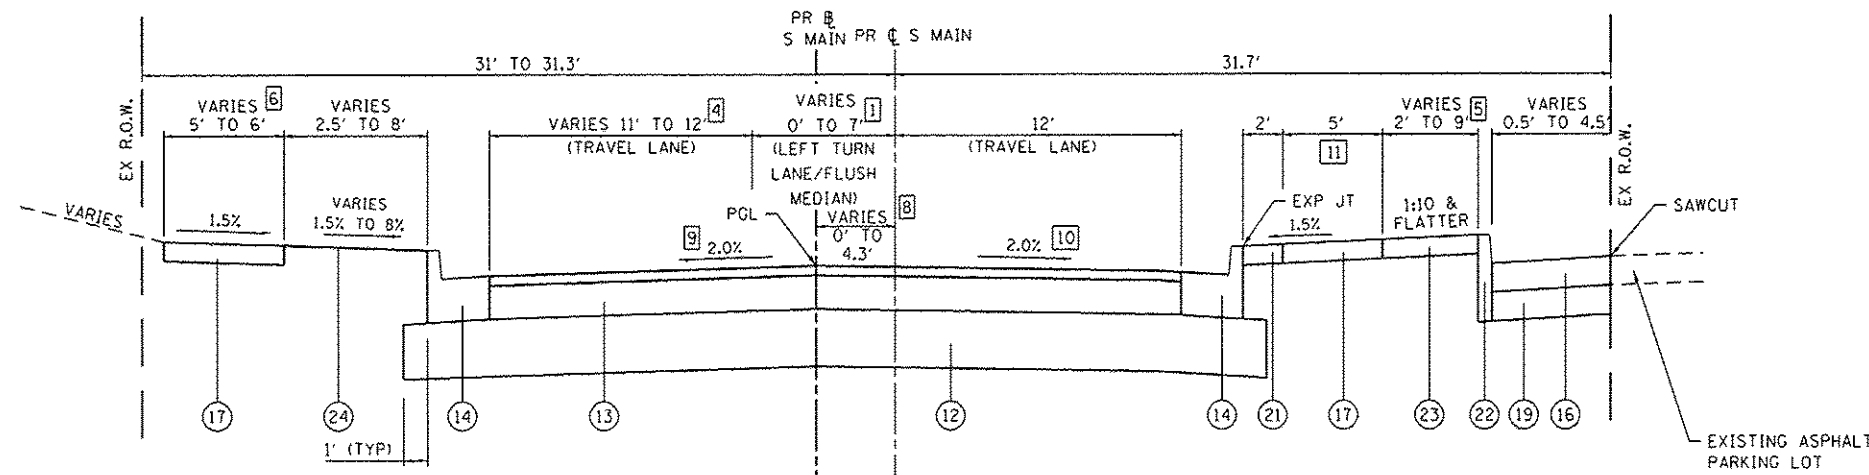 PR ⅊ S MAIN
PR ℄ S MAIN
31' TO 31.3'
31.7'
EX R.O.W.
VARIES 6
5' TO 6'
VARIES
2.5' TO 8'
VARIES 11' TO 12' 4
(TRAVEL LANE)
VARIES 1
0' TO 7'
(LEFT TURN
LANE/FLUSH
MEDIAN)
12'
(TRAVEL LANE)
2'
5'
11
VARIES 5
2' TO 9'
VARIES
0.5' TO 4.5'
EX R.O.W.
VARIES
1.5%
VARIES
1.5% TO 8%
9 2.0%
PGL
VARIES 8
0' TO
4.3'
2.0% 10
EXP JT
1.5%
1:10 &
FLATTER
SAWCUT
17
24
14
13
12
14
21
17
23
22
19
16
1' (TYP)
EXISTING ASPHALT
PARKING LOT